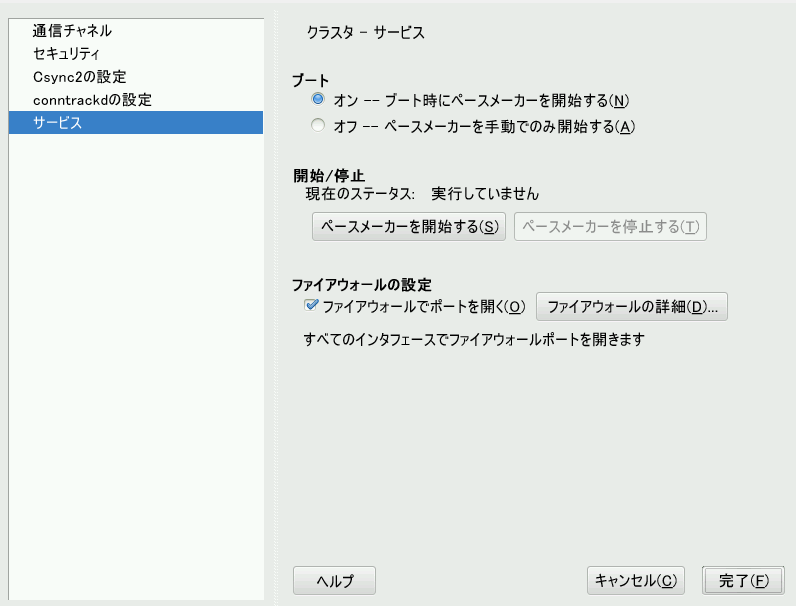 通信チャネル
セキュリティ
Csync2の設定
conntrackdの設定
サービス
クラスタ - サービス
ブート
オン -- ブート時にペースメーカーを開始する(N)
オフ -- ペースメーカーを手動でのみ開始する(A)
開始/停止
現在のステータス: 実行していません
ペースメーカーを開始する(S) ペースメーカーを停止する(T)
ファイアウォールの設定
ファイアウォールでポートを開く(O) ファイアウォールの詳細(D)...
すべてのインタフェースでファイアウォールポートを開きます
ヘルプ キャンセル(C) 完了(F)